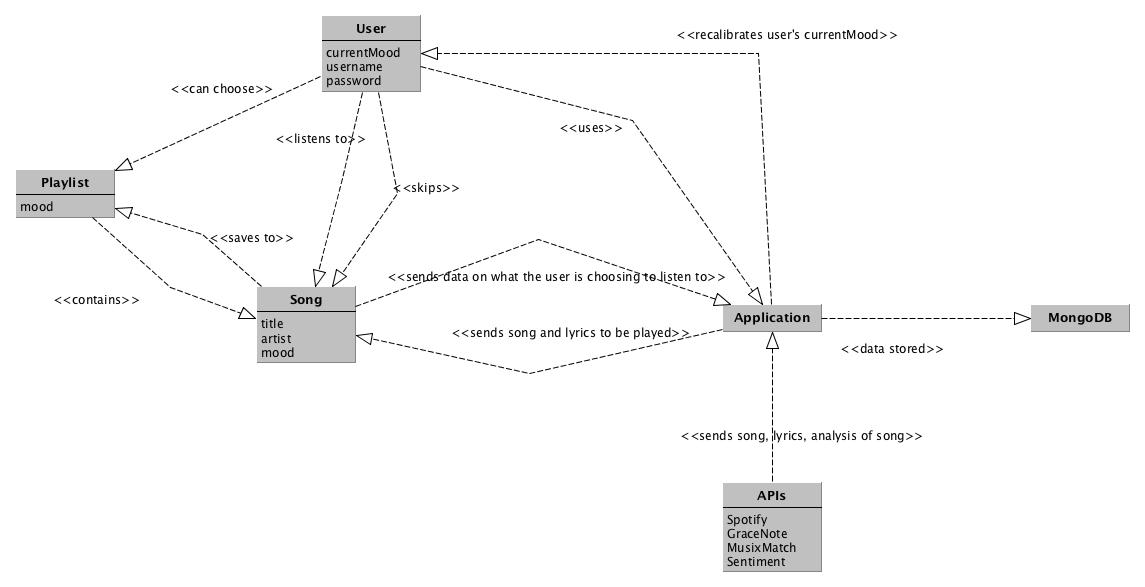 User
currentMood
username
password
<<recalibrates user's currentMood>>
<<can choose>>
<<uses>>
<<listens to>>
<<skips>>
Playlist
mood
<<saves to>>
<<contains>>
Song
title
artist
mood
<<sends data on what the user is choosing to listen to>>
<<sends song and lyrics to be played>>
Application
MongoDB
<<data stored>>
<<sends song, lyrics, analysis of song>>
APIs
Spotify
GraceNote
MusixMatch
Sentiment